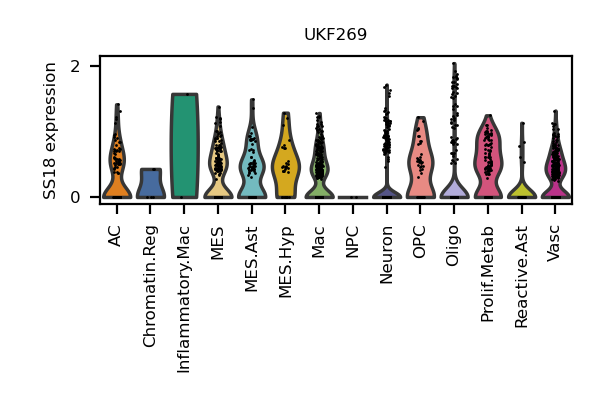 UKF269
SS18 expression
2
0
AC
Chromatin.Reg
Inflammatory.Mac
MES
MES.Ast
MES.Hyp
Mac
NPC
Neuron
OPC
Oligo
Prolif.Metab
Reactive.Ast
Vasc